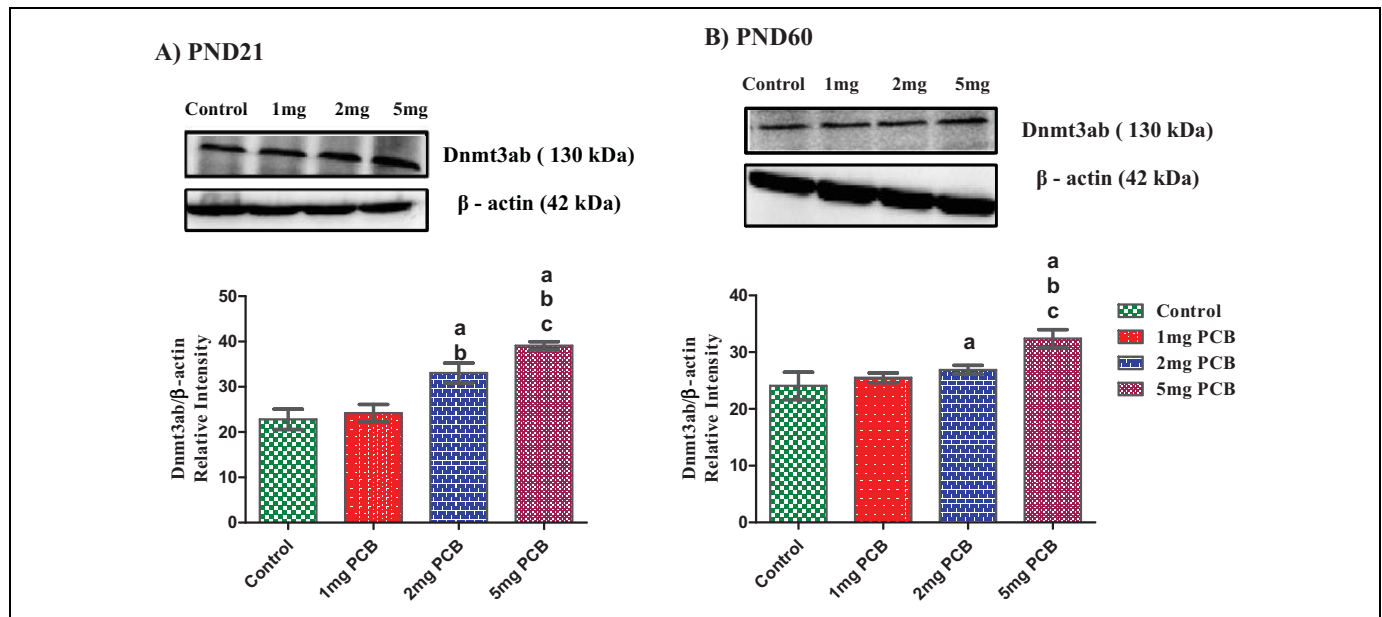 A) PND21
Control 1mg 2mg 5mg
Dnmt3ab ( 130 kDa)
β - actin (42 kDa)
50
40
30
20
10
0
Dnmt3ab/β-actin
Relative Intensity
a
b
a
b
c
Control
1mg PCB
2mg PCB
5mg PCB
B) PND60
Control 1mg 2mg 5mg
Dnmt3ab ( 130 kDa)
β - actin (42 kDa)
40
30
20
10
0
Dnmt3ab/β-actin
Relative Intensity
a
a
b
c
Control
1mg PCB
2mg PCB
5mg PCB
Control
1mg PCB
2mg PCB
5mg PCB